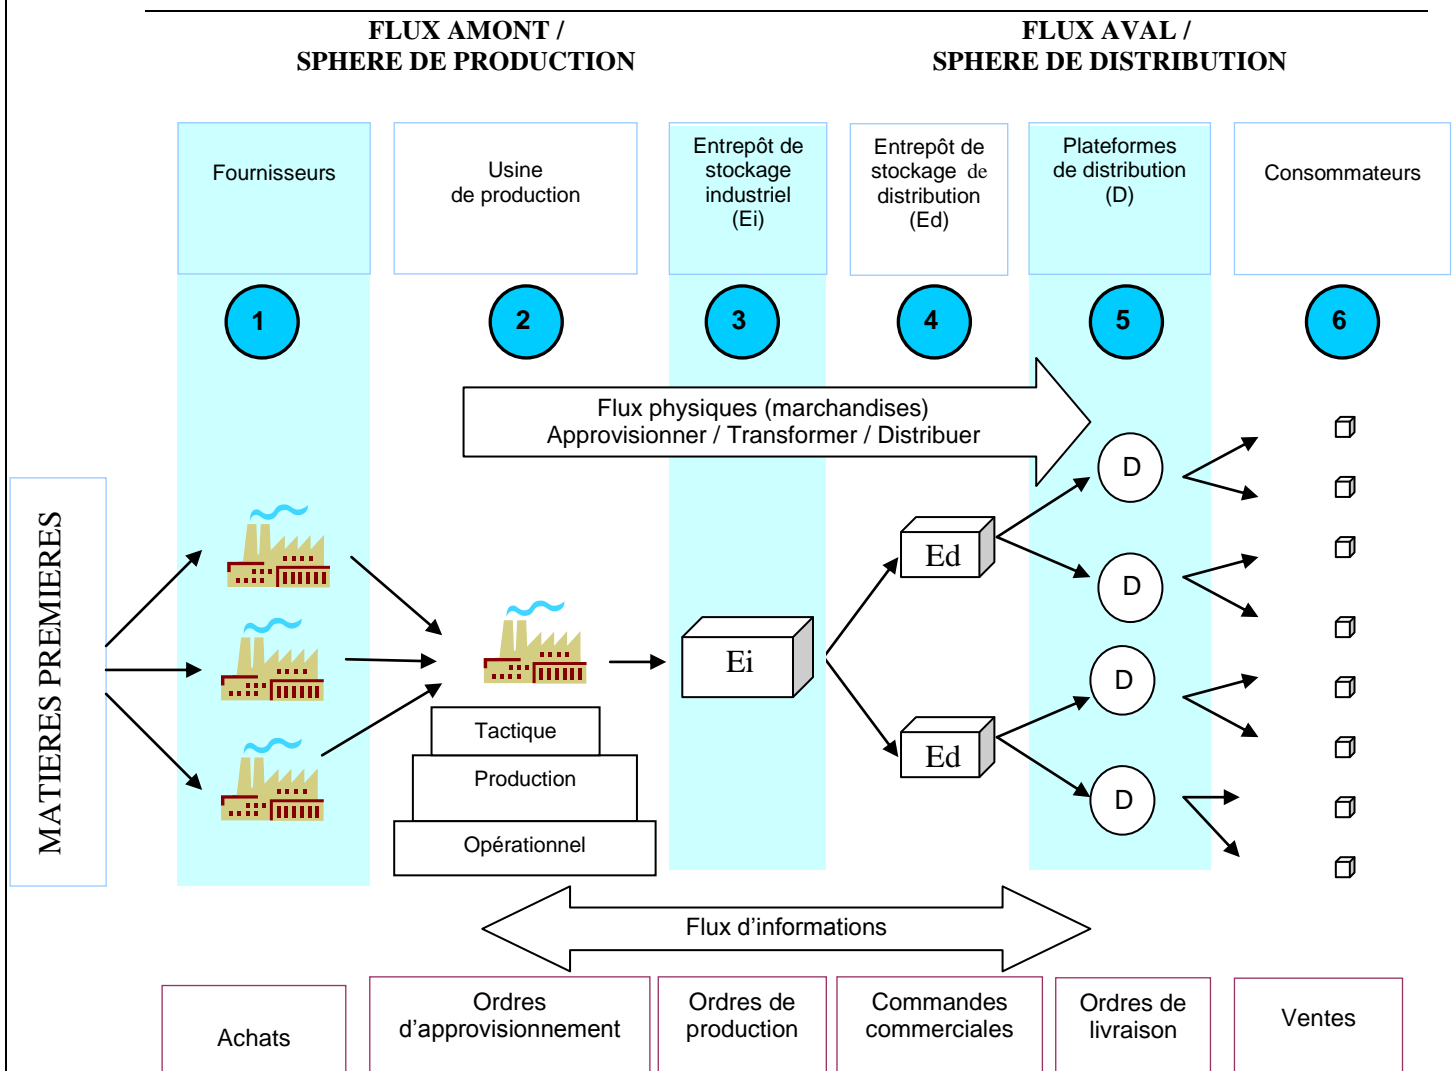 FLUX AMONT /
SPHERE DE PRODUCTION
FLUX AVAL /
SPHERE DE DISTRIBUTION
Fournisseurs
Usine
de production
Entrepôt de
stockage
industriel
(Ei)
Entrepôt de
stockage de
distribution
(Ed)
Plateformes
de distribution
(D)
Consommateurs
1
2
3
4
5
6
Flux physiques (marchandises)
Approvisionner / Transformer / Distribuer
MATIERES PREMIERES
D
Ed
D
Ei
D
Ed
D
Tactique
Production
Opérationnel
Flux d'informations
Achats
Ordres
d'approvisionnement
Ordres de
production
Commandes
commerciales
Ordres de
livraison
Ventes